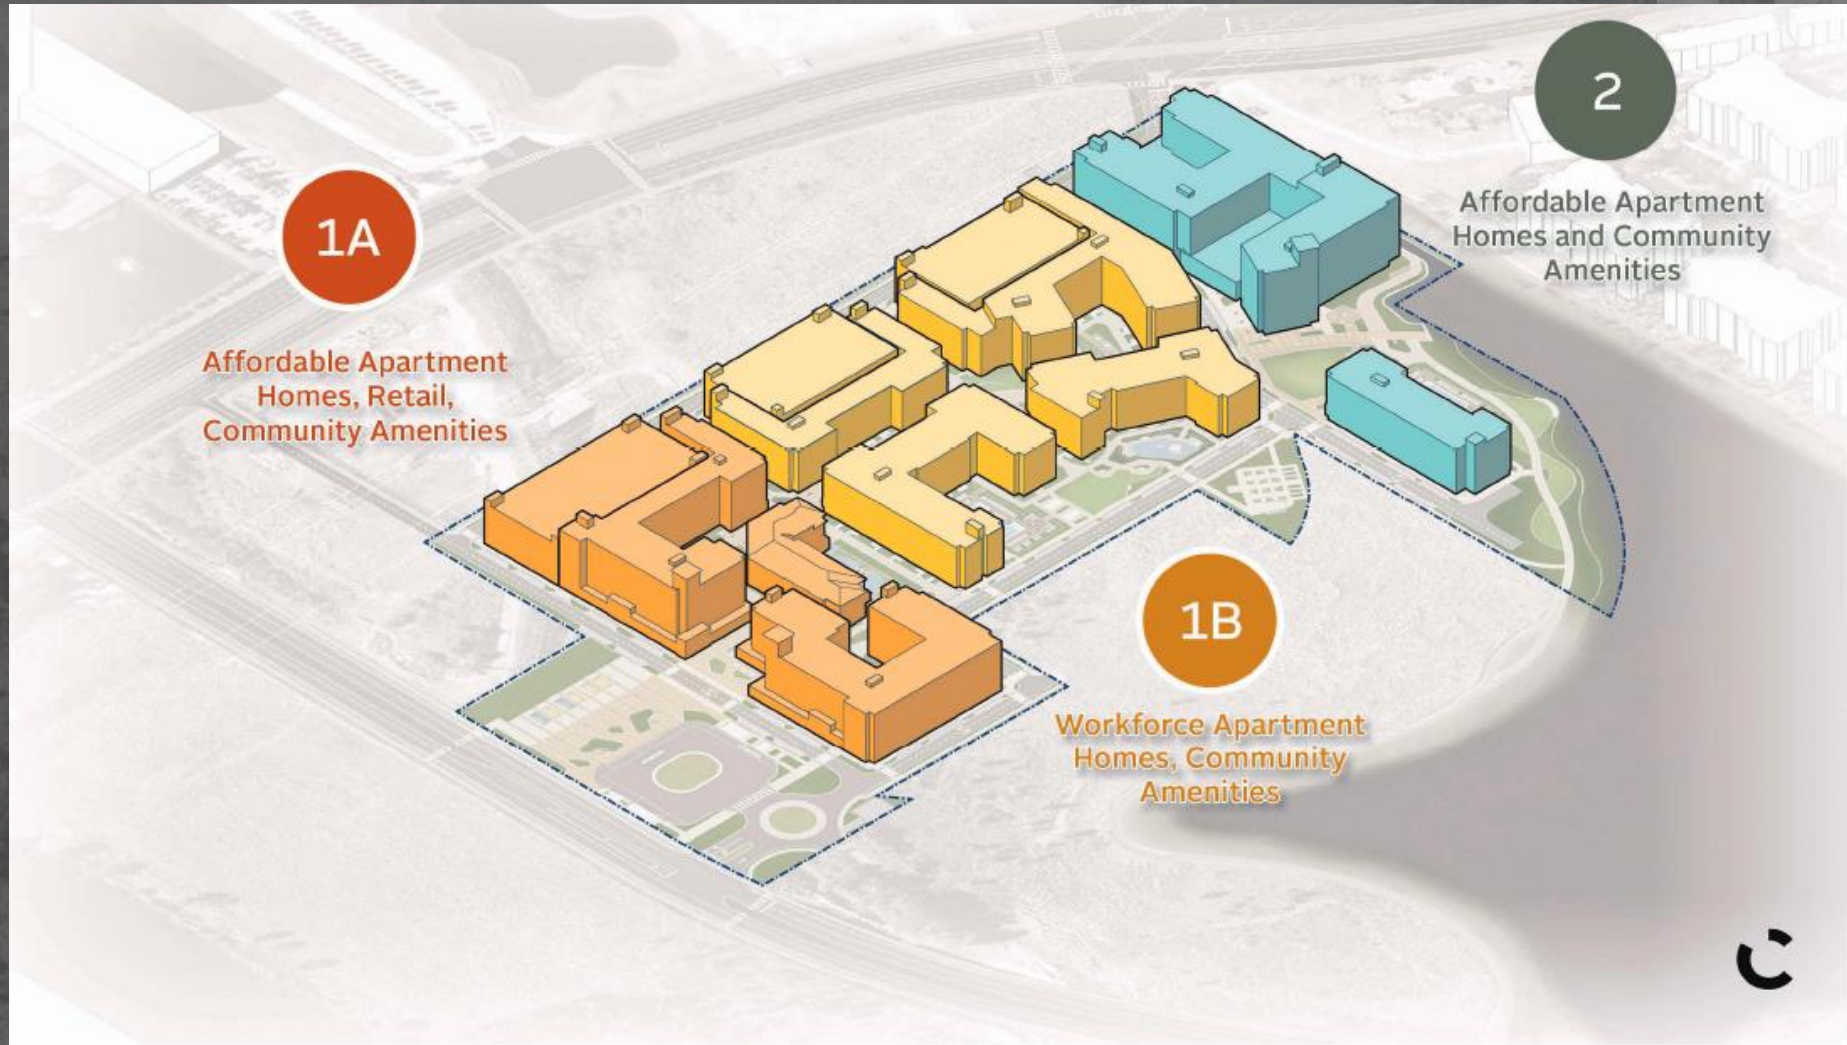 1A
Affordable Apartment
Homes, Retail,
Community Amenities
2
Affordable Apartment
Homes and Community
Amenities
1B
Workforce Apartment
Homes, Community
Amenities